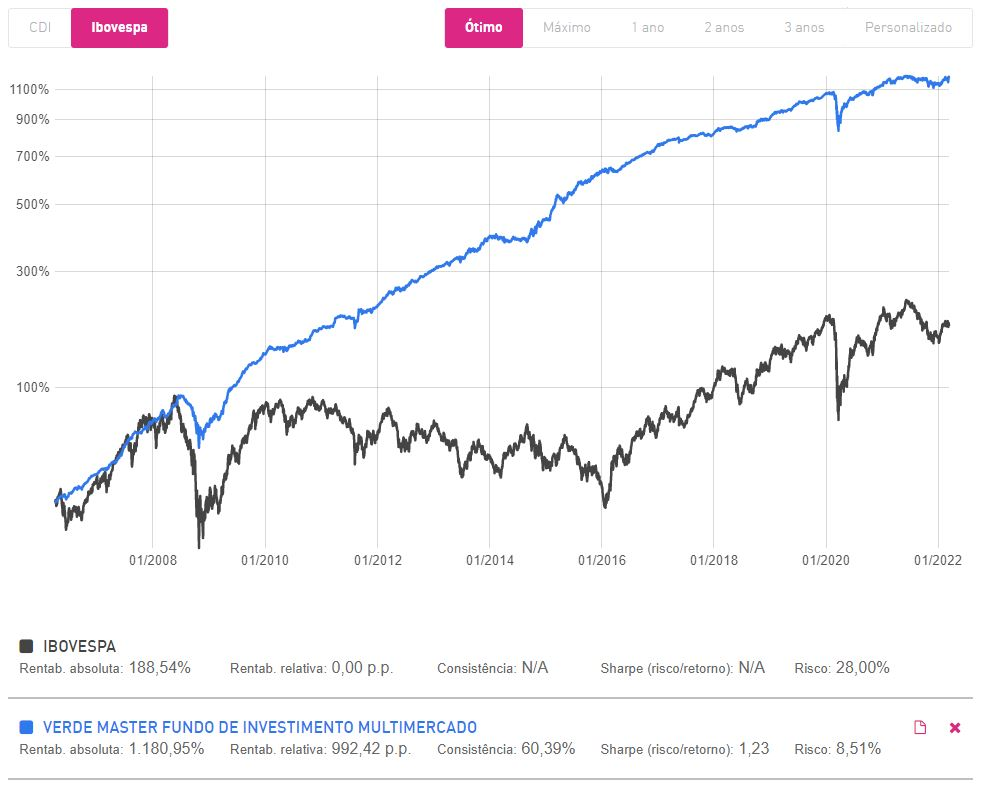 CDI Ibovespa Ótimo Máximo 1 ano 2 anos 3 anos Personalizado
1100%
900%
700%
500%
300%
100%
01/2008 01/2010 01/2012 01/2014 01/2016 01/2018 01/2020 01/2022
IBOVESPA
Rentab. absoluta: 188,54% Rentab. relativa: 0,00 p.p. Consistência: N/A Sharpe (risco/retorno): N/A Risco: 28,00%
VERDE MASTER FUNDO DE INVESTIMENTO MULTIMERCADO
Rentab. absoluta: 1.180,95% Rentab. relativa: 992,42 p.p. Consistência: 60,39% Sharpe (risco/retorno): 1,23 Risco: 8,51%